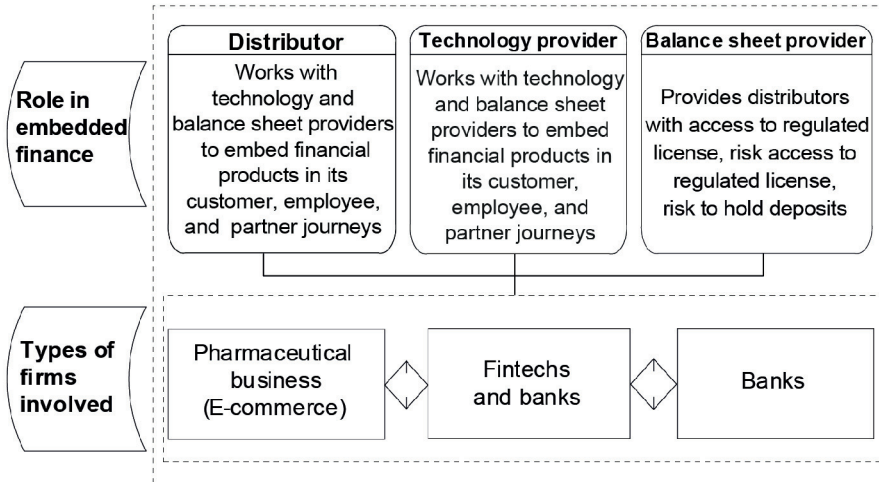 Role in
embedded
finance
Distributor
Works with
technology and
balance sheet providers
to embed financial
products in its
customer, employee,
and partner journeys
Technology provider
Works with technology
and balance sheet
providers to embed
financial products in
its customer,
employee, and
partner journeys
Balance sheet provider
Provides distributors
with access to regulated
license, risk access to
regulated license,
risk to hold deposits
Types of
firms
involved
Pharmaceutical
business
(E-commerce)
Fintechs
and banks
Banks